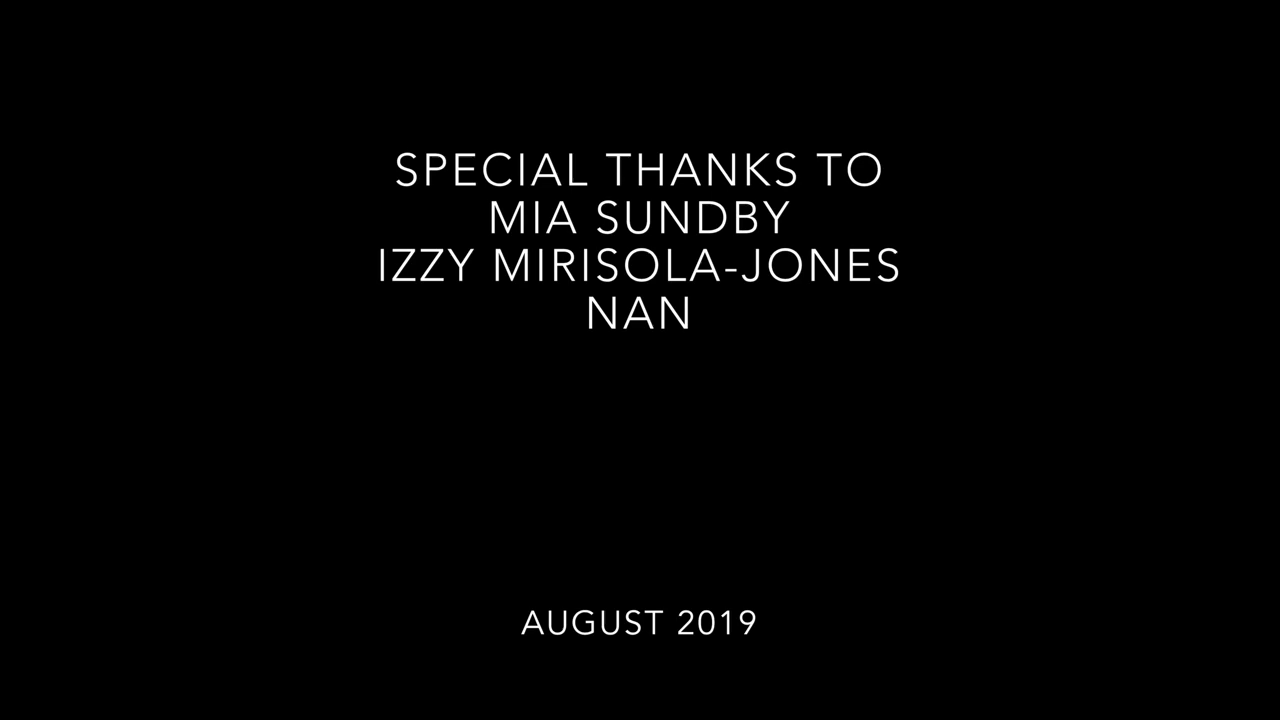 SPECIAL THANKS TO
MIA SUNDBY
IZZY MIRISOLA-JONES
NAN
AUGUST 2019